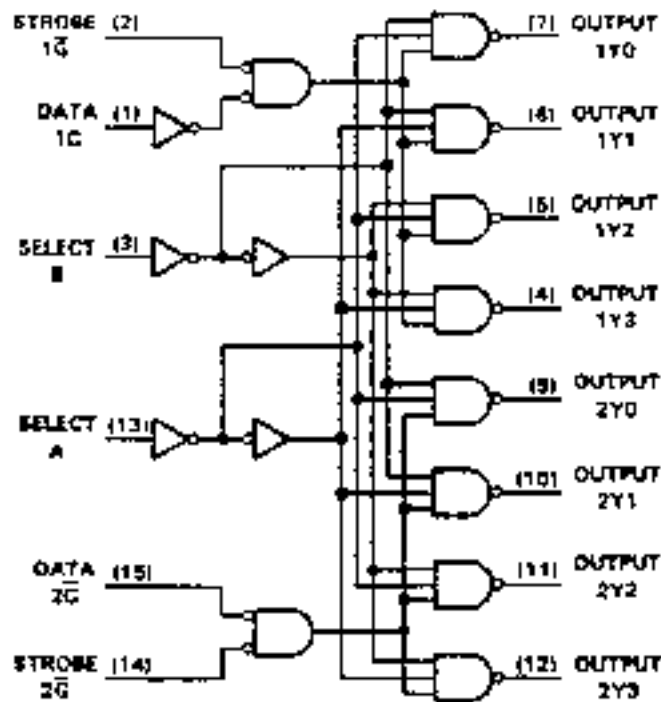 STROBE (2)
1G̅
DATA (1)
1C
SELECT (3)
B
SELECT (13)
A
DATA (15)
2C̅
STROBE (14)
2G̅
(7) OUTPUT
1Y0
(6) OUTPUT
1Y1
(5) OUTPUT
1Y2
(4) OUTPUT
1Y3
(9) OUTPUT
2Y0
(10) OUTPUT
2Y1
(11) OUTPUT
2Y2
(12) OUTPUT
2Y3